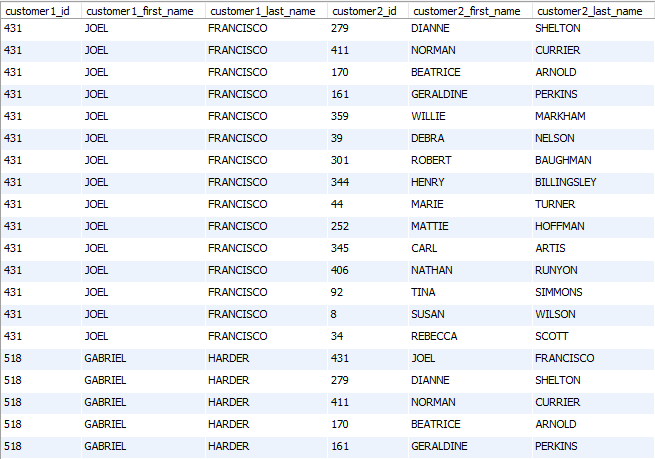 customer1_id customer1_first_name customer1_last_name customer2_id customer2_first_name customer2_last_name
431 JOEL FRANCISCO 279 DIANNE SHELTON
431 JOEL FRANCISCO 411 NORMAN CURRIER
431 JOEL FRANCISCO 170 BEATRICE ARNOLD
431 JOEL FRANCISCO 161 GERALDINE PERKINS
431 JOEL FRANCISCO 359 WILLIE MARKHAM
431 JOEL FRANCISCO 39 DEBRA NELSON
431 JOEL FRANCISCO 301 ROBERT BAUGHMAN
431 JOEL FRANCISCO 344 HENRY BILLINGSLEY
431 JOEL FRANCISCO 44 MARIE TURNER
431 JOEL FRANCISCO 252 MATTIE HOFFMAN
431 JOEL FRANCISCO 345 CARL ARTIS
431 JOEL FRANCISCO 406 NATHAN RUNYON
431 JOEL FRANCISCO 92 TINA SIMMONS
431 JOEL FRANCISCO 8 SUSAN WILSON
431 JOEL FRANCISCO 34 REBECCA SCOTT
518 GABRIEL HARDER 431 JOEL FRANCISCO
518 GABRIEL HARDER 279 DIANNE SHELTON
518 GABRIEL HARDER 411 NORMAN CURRIER
518 GABRIEL HARDER 170 BEATRICE ARNOLD
518 GABRIEL HARDER 161 GERALDINE PERKINS